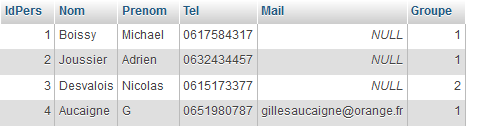 IdPers Nom Prenom Tel Mail Groupe
1 Boissy Michael 0617584317 NULL 1
2 Joussier Adrien 0632434457 NULL 1
3 Desvalois Nicolas 0615173377 NULL 2
4 Aucaigne G 0651980787 gillesaucaigne@orange.fr 1